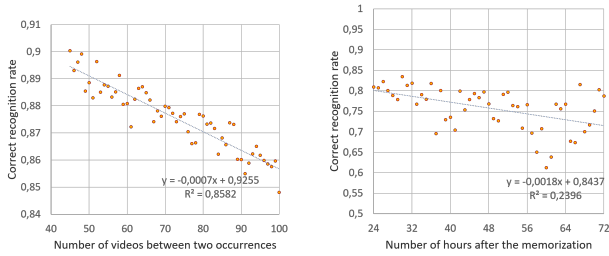 Correct recognition rate
0,9
0,89
0,88
0,87
0,86
0,85
0,84
40 50 60 70 80 90 100
y = -0,0007x + 0,9255
R² = 0,8582
Number of videos between two occurrences
Correct recognition rate
1
0,95
0,9
0,85
0,8
0,75
0,7
0,65
0,6
0,55
0,5
24 32 40 48 56 64 72
y = -0,0018x + 0,8437
R² = 0,2396
Number of hours after the memorization